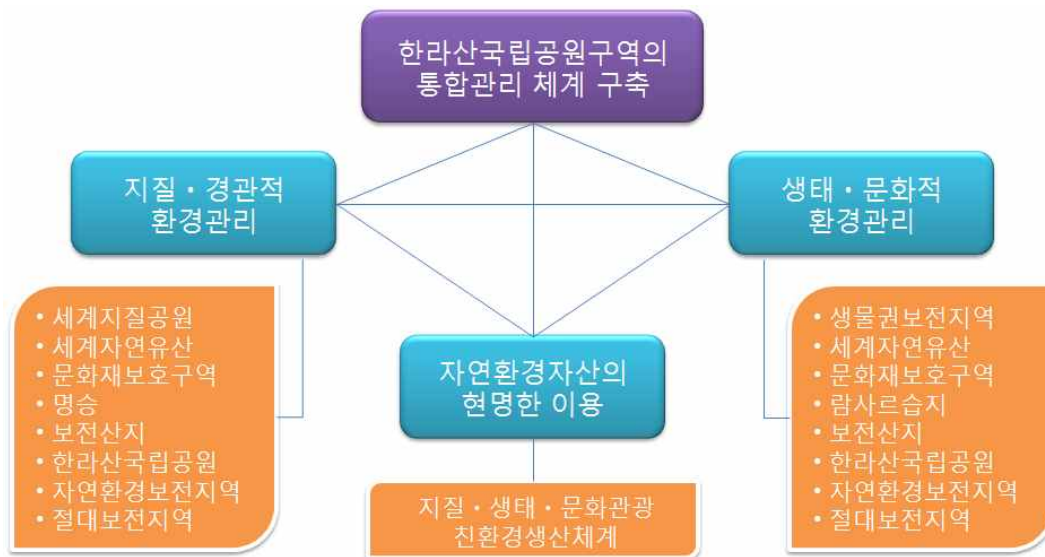 한라산국립공원구역의
통합관리 체계 구축
지질・경관적
환경관리
생태・문화적
환경관리
• 세계지질공원
• 세계자연유산
• 문화재보호구역
• 명승
• 보전산지
• 한라산국립공원
• 자연환경보전지역
• 절대보전지역
자연환경자산의
현명한 이용
지질・생태・문화관광
친환경생산체계
• 생물권보전지역
• 세계자연유산
• 문화재보호구역
• 람사르습지
• 보전산지
• 한라산국립공원
• 자연환경보전지역
• 절대보전지역